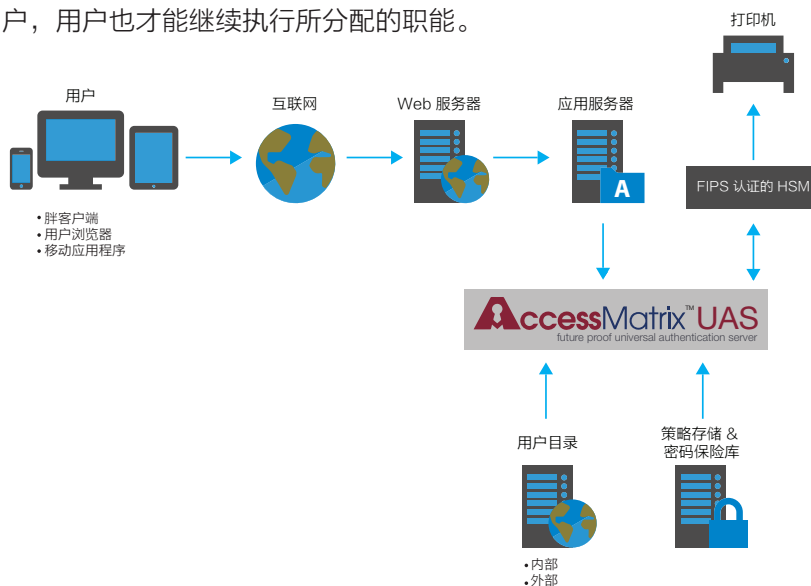 户，用户也才能继续执行所分配的职能。
打印机
用户
互联网
Web 服务器
应用服务器
A
FIPS 认证的 HSM
•胖客户端
•用户浏览器
•移动应用程序
AccessMatrix™ UAS
future proof universal authentication server
用户目录
策略存储 &
密码保险库
•内部
•外部